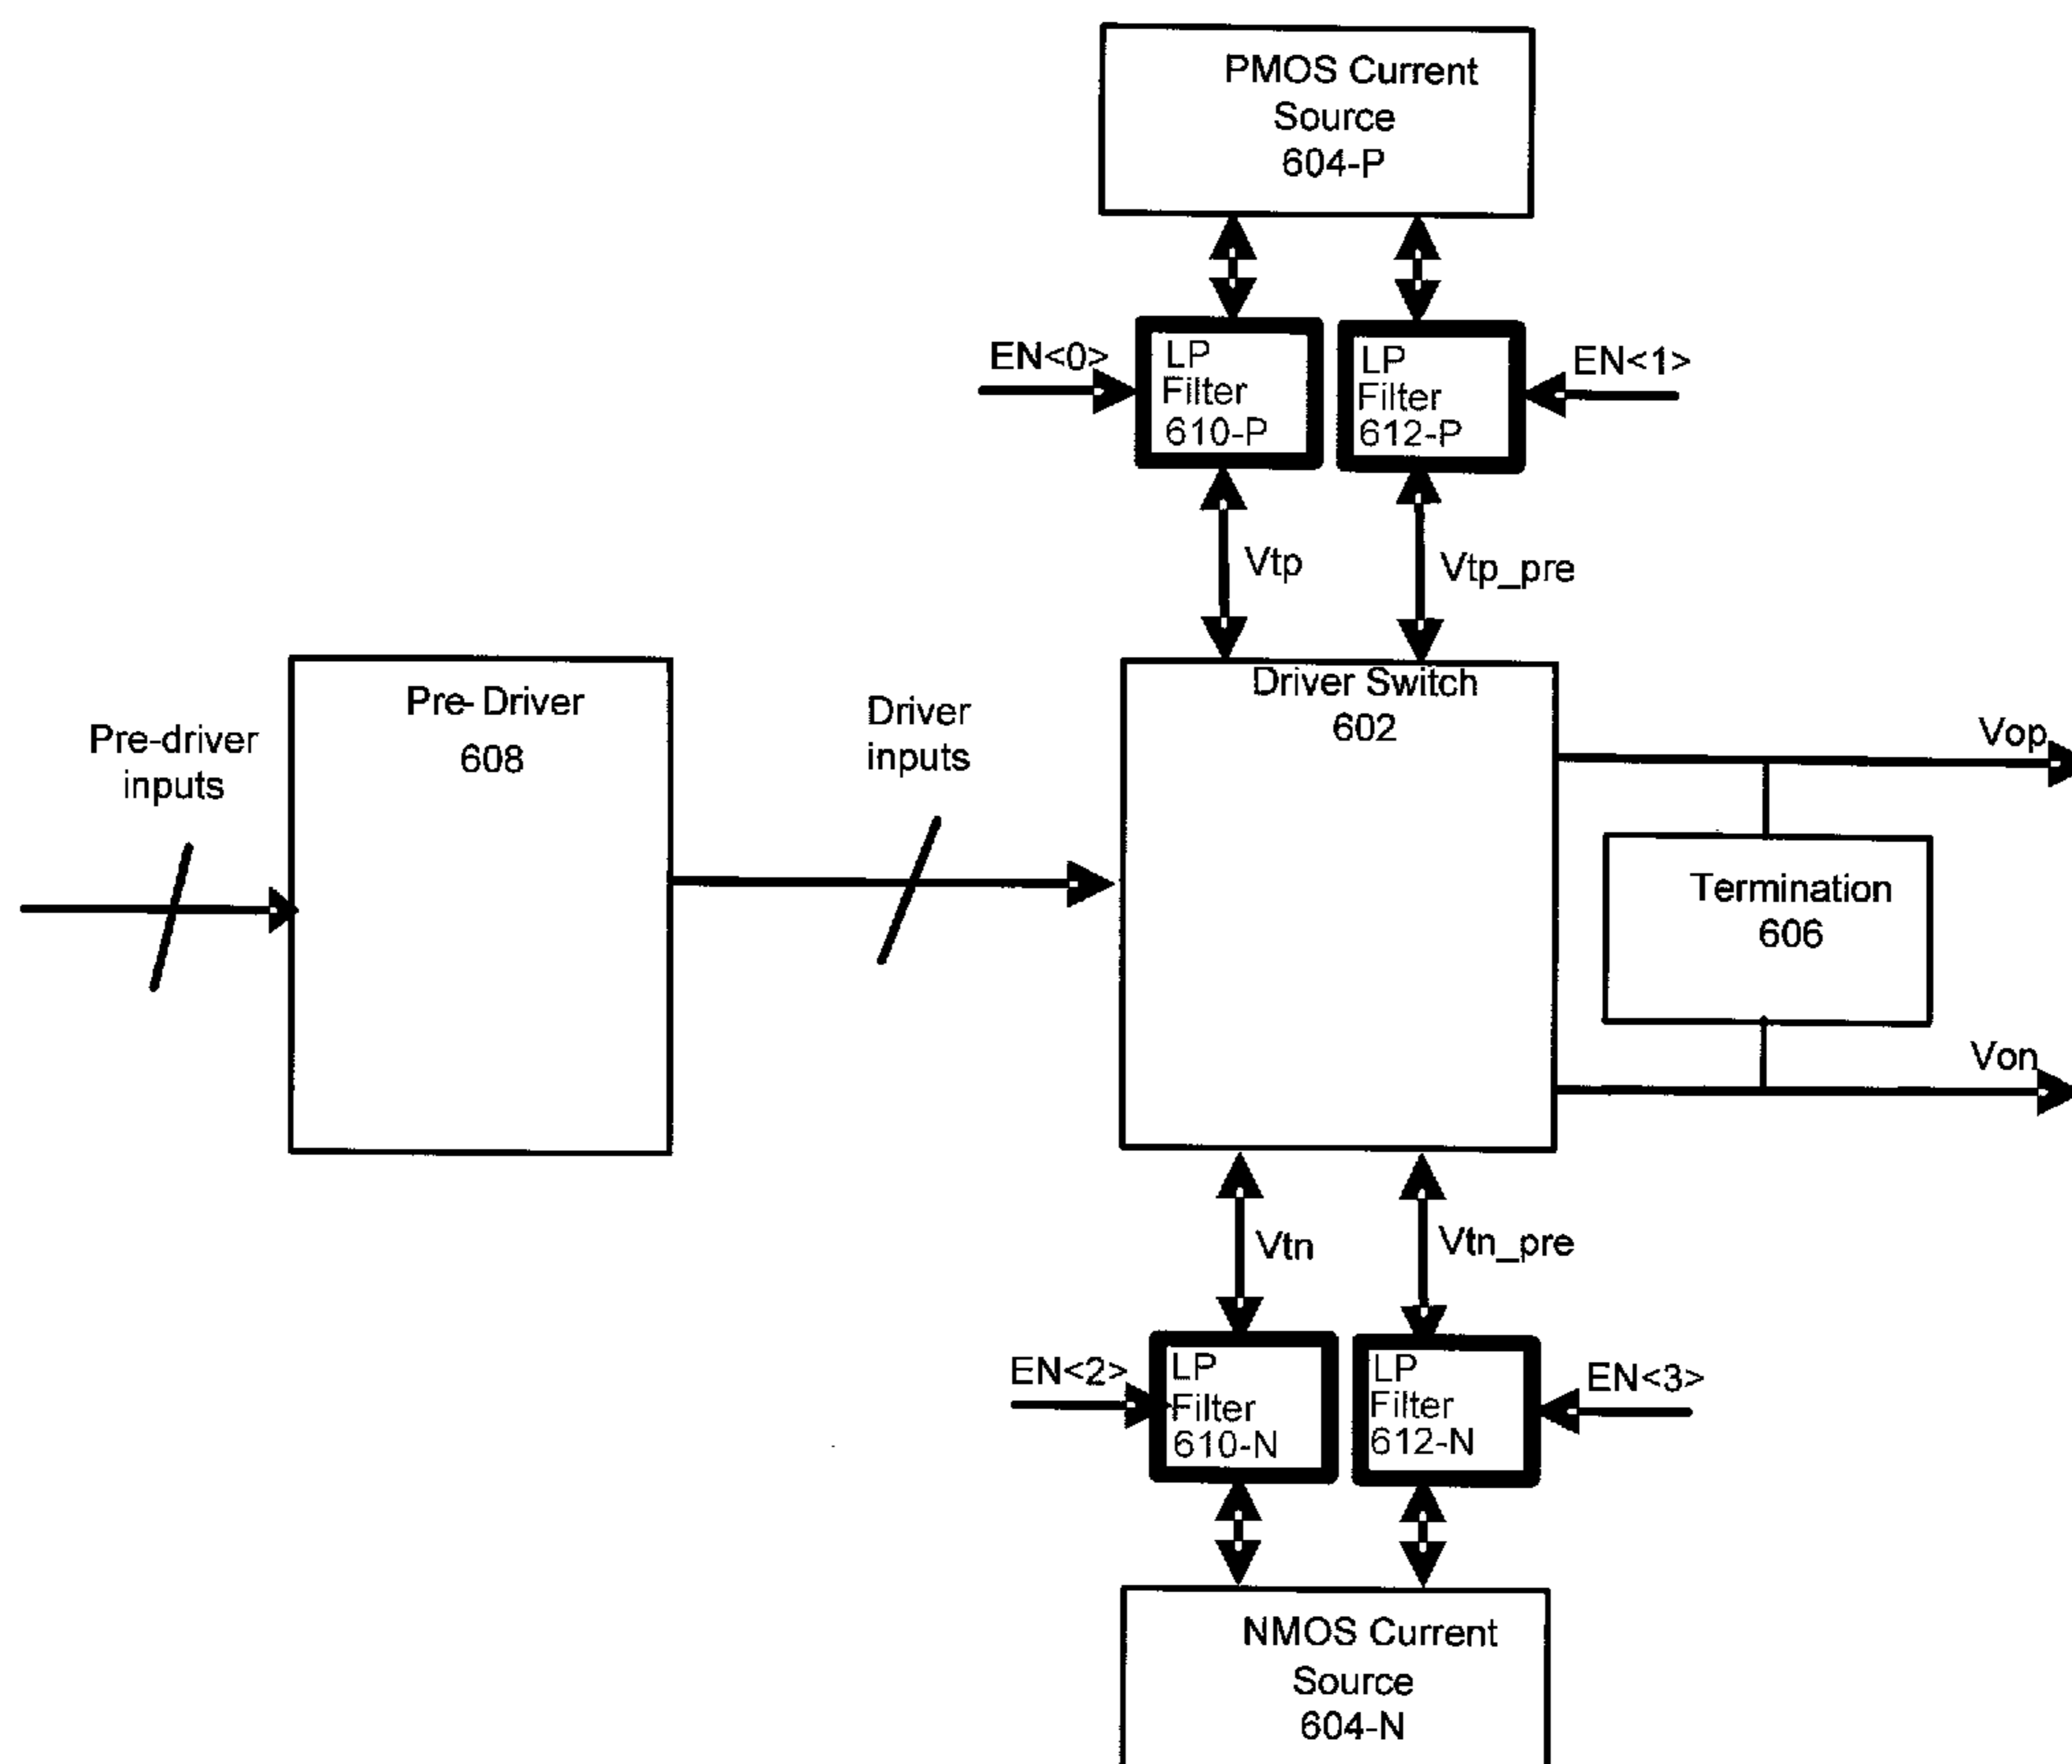 PMOS Current
Source
604-P
EN<0>
LP
Filter
610-P
LP
Filter
612-P
EN<1>
Vtp
Vtp_pre
Pre-driver
inputs
Pre-Driver
608
Driver
inputs
Driver Switch
602
Vop
Termination
606
Von
Vtn
Vtn_pre
EN<2>
LP
Filter
610-N
LP
Filter
612-N
EN<3>
NMOS Current
Source
604-N